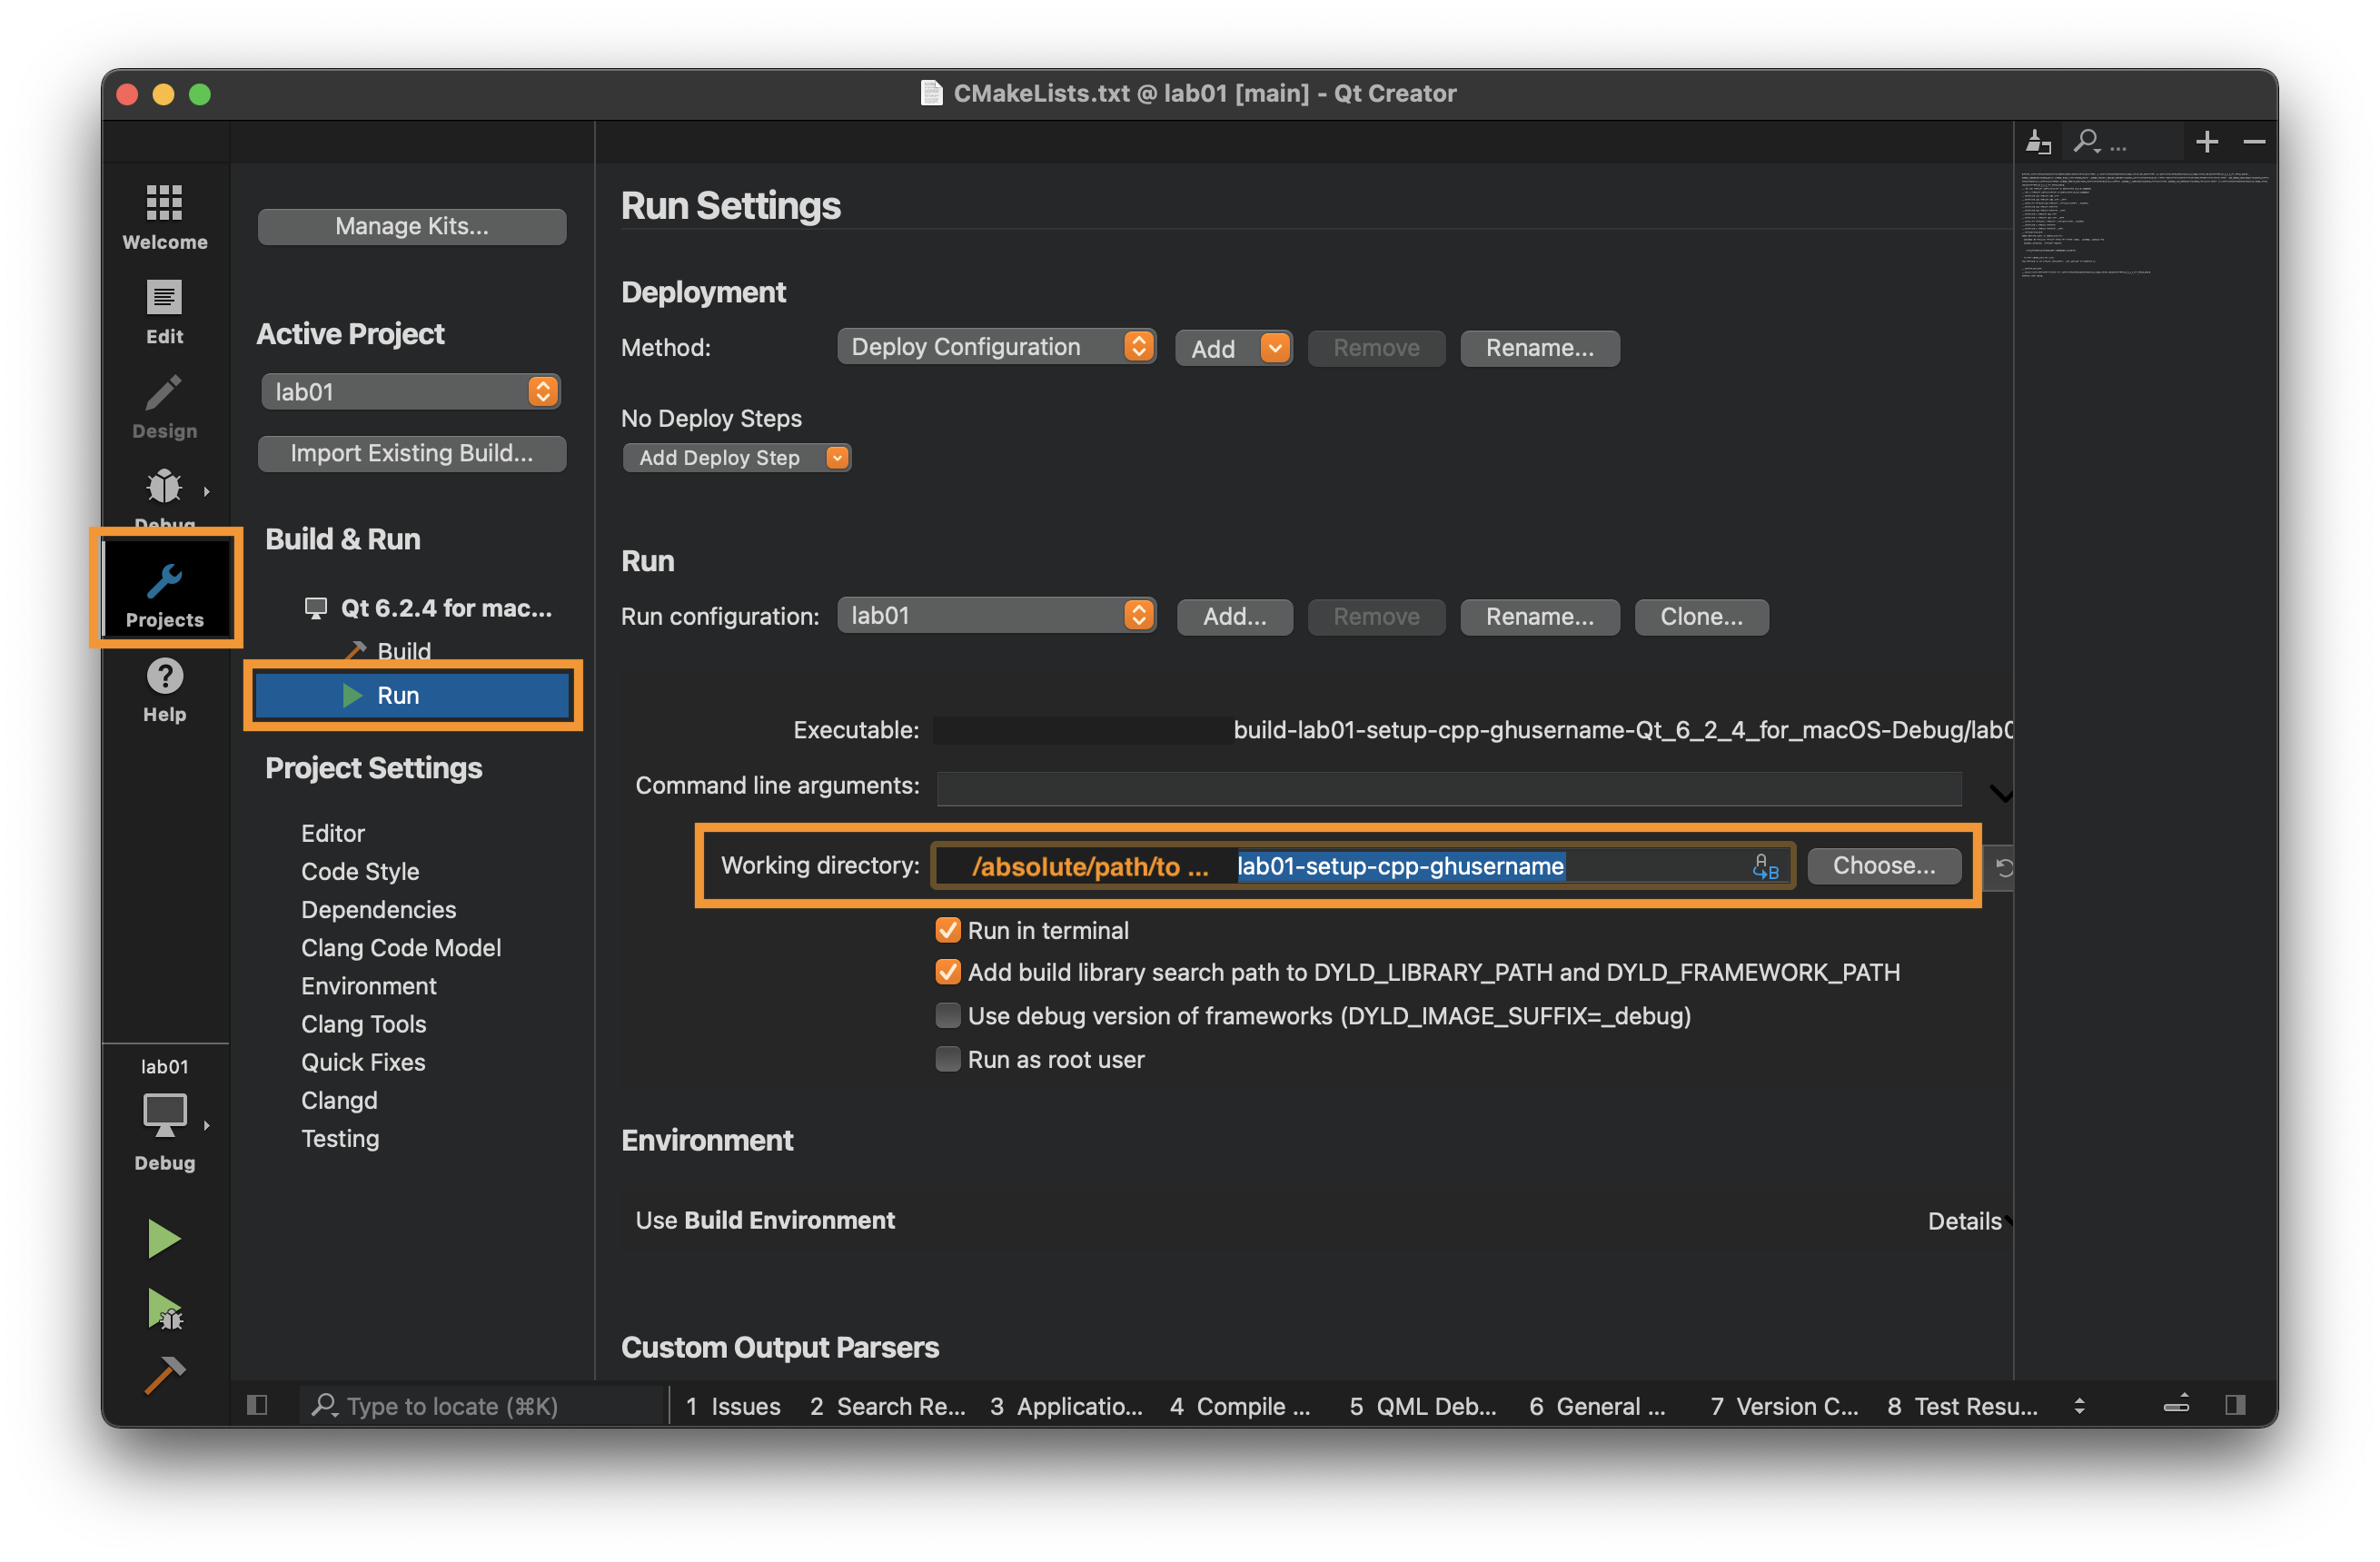 CMakeLists.txt @ lab01 [main] - Qt Creator
...
Welcome
Edit
Design
Debug
Projects
Help
lab01
Debug
Manage Kits...
Active Project
lab01
Import Existing Build...
Build & Run
Qt 6.2.4 for mac...
Build
Run
Project Settings
Editor
Code Style
Dependencies
Clang Code Model
Environment
Clang Tools
Quick Fixes
Clangd
Testing
Run Settings
Deployment
Method: Deploy Configuration Add Remove Rename...
No Deploy Steps
Add Deploy Step
Run
Run configuration: lab01 Add... Remove Rename... Clone...
Executable: build-lab01-setup-cpp-ghusername-Qt_6_2_4_for_macOS-Debug/lab0
Command line arguments:
Working directory: /absolute/path/to ... lab01-setup-cpp-ghusername Choose...
Run in terminal
Add build library search path to DYLD_LIBRARY_PATH and DYLD_FRAMEWORK_PATH
Use debug version of frameworks (DYLD_IMAGE_SUFFIX=_debug)
Run as root user
Environment
Use Build Environment Details
Custom Output Parsers
Type to locate (⌘K) 1 Issues 2 Search Re... 3 Applicatio... 4 Compile ... 5 QML Deb... 6 General ... 7 Version C... 8 Test Resu...